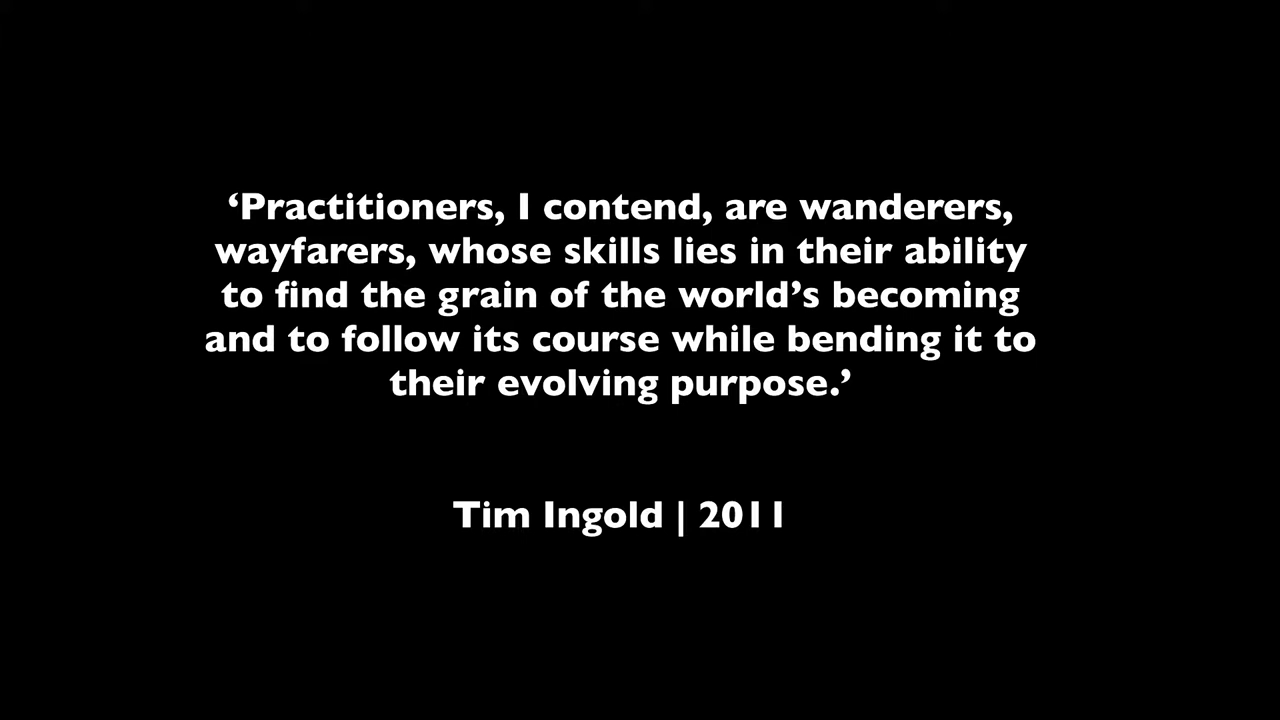 ‘Practitioners, I contend, are wanderers,
wayfarers, whose skills lies in their ability
to find the grain of the world’s becoming
and to follow its course while bending it to
their evolving purpose.’
Tim Ingold | 2011